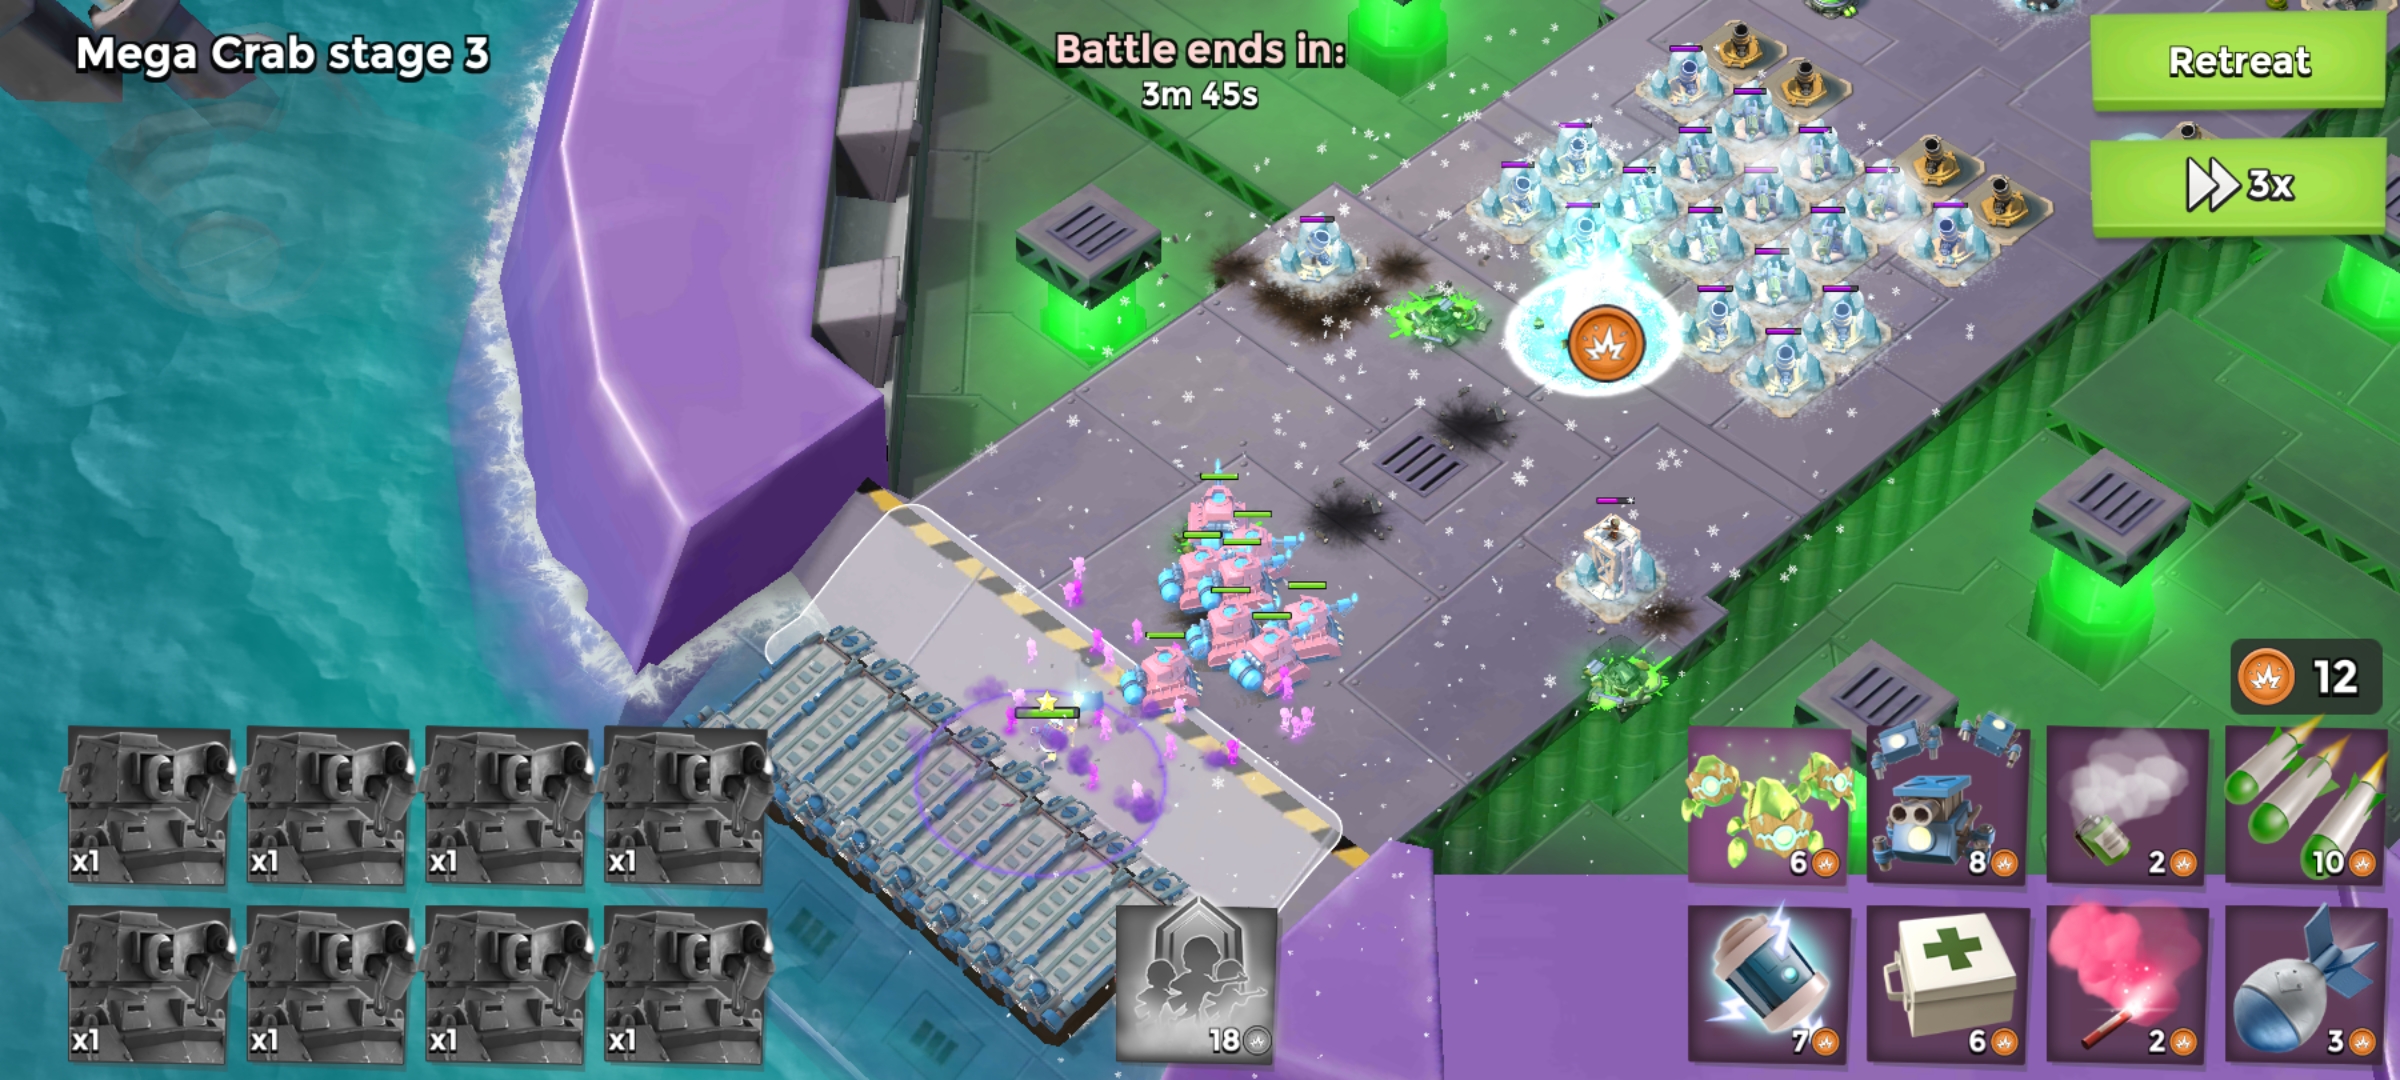 Mega Crab stage 3
Battle ends in:
3m 45s
Retreat
3x
12
x1
x1
x1
x1
6
8
2
10
x1
x1
x1
x1
18
7
6
2
3